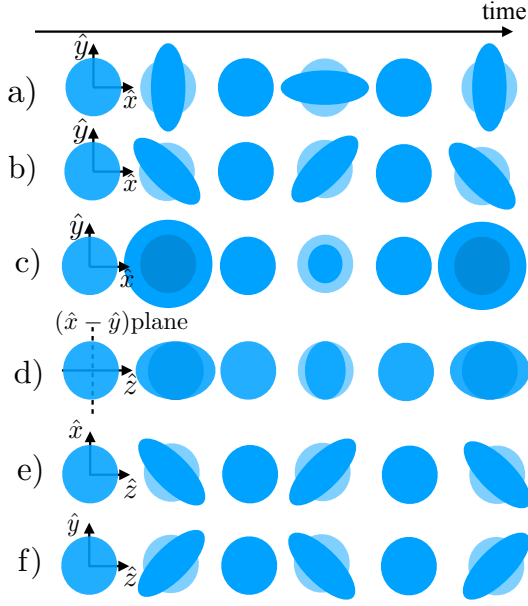 time
ŷ
a)
x̂
ŷ
b)
x̂
ŷ
c)
x̂
(x̂ − ŷ)plane
d)
ẑ
x̂
e)
ẑ
ŷ
f)
ẑ